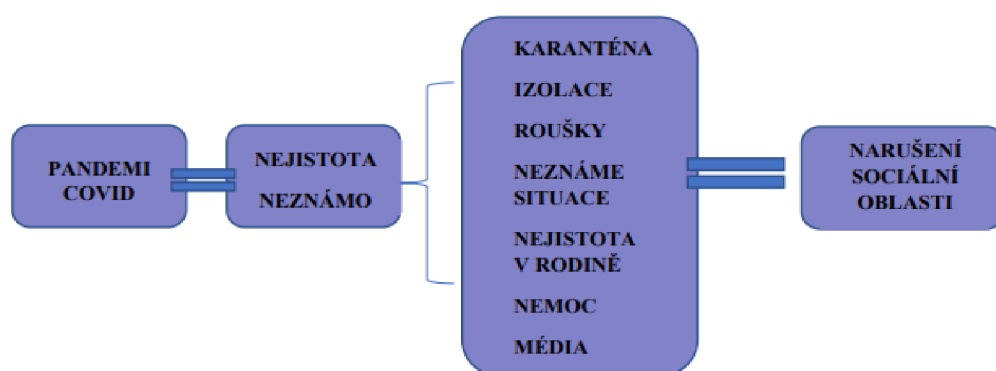 PANDEMI
COVID
NEJISTOTA
NEZNÁMO
KARANTÉNA
IZOLACE
ROUŠKY
NEZNÁME
SITUACE
NEJISTOTA
V RODINĚ
NEMOC
MÉDIA
NARUŠENÍ
SOCIÁLNÍ
OBLASTI